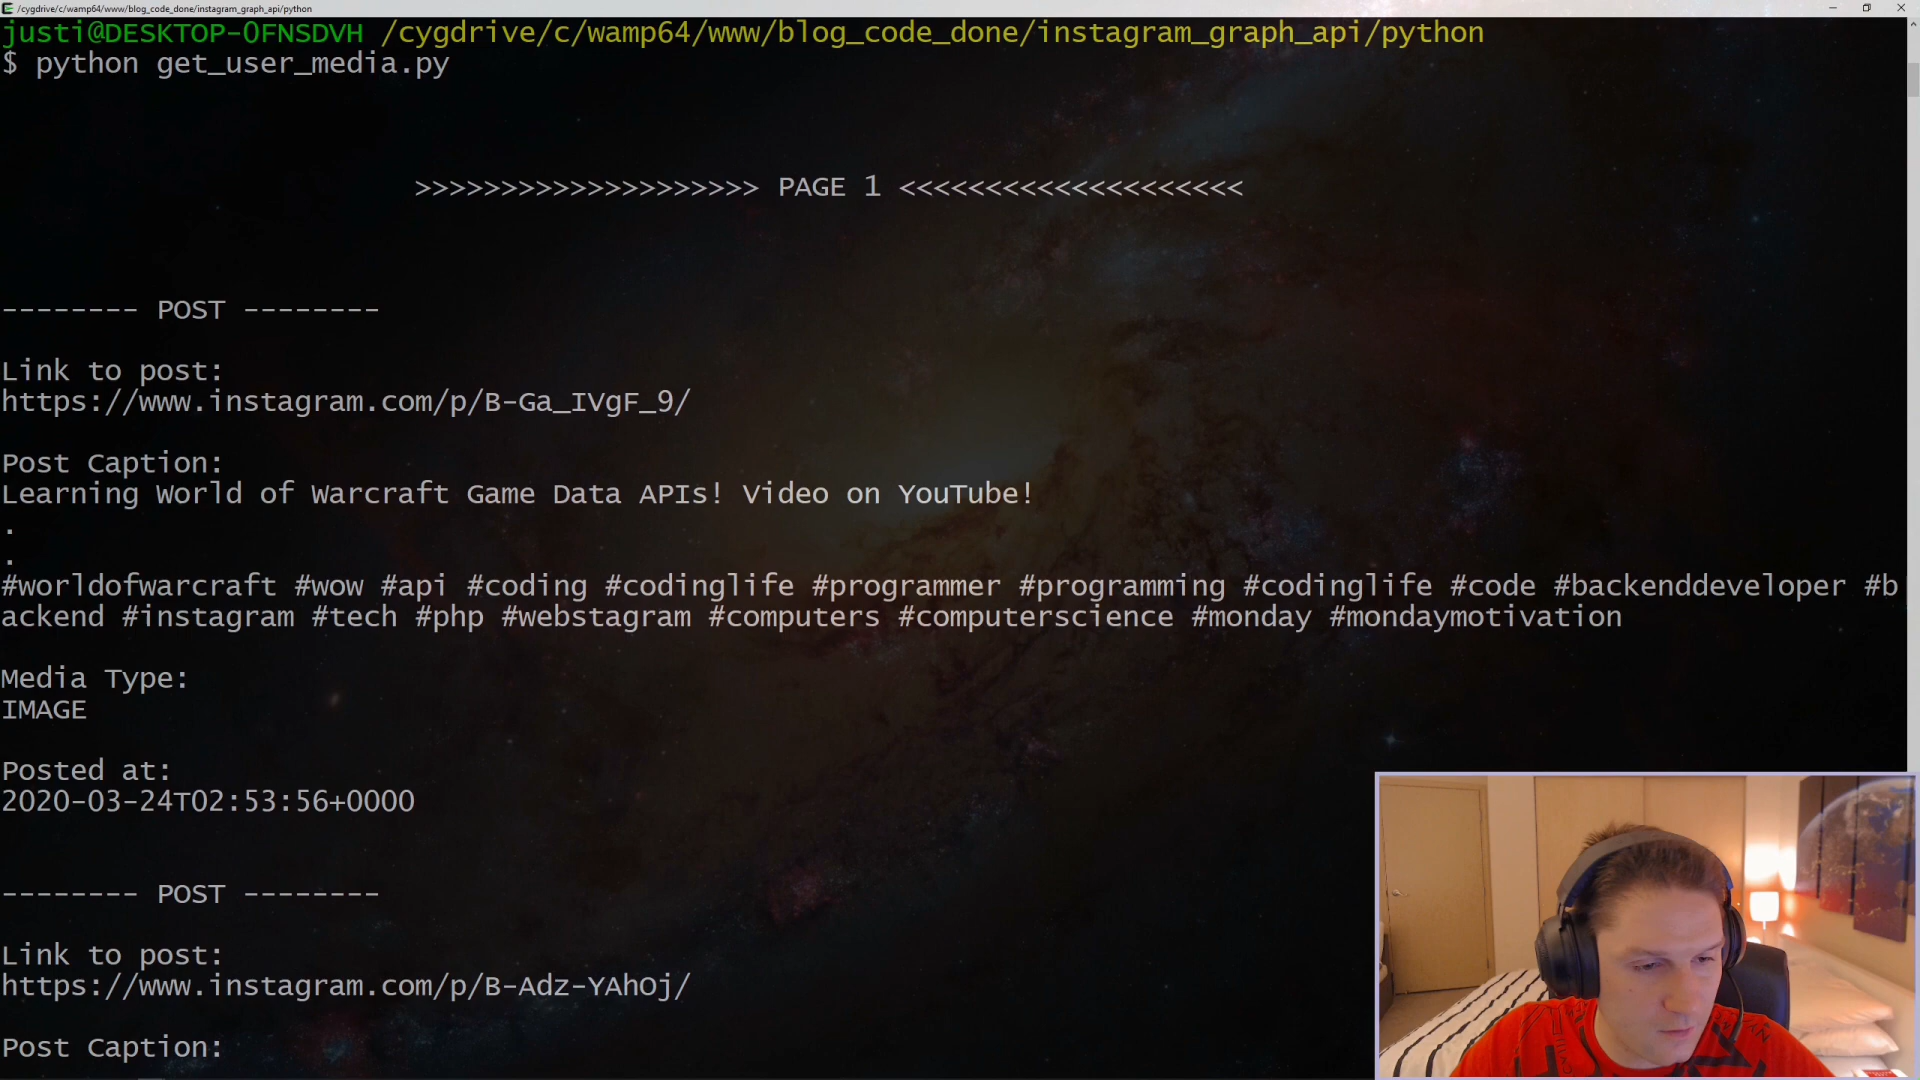 /cygdrive/c/wamp64/www/blog_code_done/instagram_graph_api/python
justi@DESKTOP-0FNSDVH /cygdrive/c/wamp64/www/blog_code_done/instagram_graph_api/python
$ python get_user_media.py
>>>>>>>>>>>>>>>>>>>> PAGE 1 <<<<<<<<<<<<<<<<<<<<
-------- POST --------
Link to post:
https://www.instagram.com/p/B-Ga_IVgF_9/
Post Caption:
Learning World of Warcraft Game Data APIs! Video on YouTube!
.
.
#worldofwarcraft #wow #api #coding #codinglife #programmer #programming #codinglife #code #backenddeveloper #b
ackend #instagram #tech #php #webstagram #computers #computerscience #monday #mondaymotivation
Media Type:
IMAGE
Posted at:
2020-03-24T02:53:56+0000
-------- POST --------
Link to post:
https://www.instagram.com/p/B-Adz-YAhOj/
Post Caption: